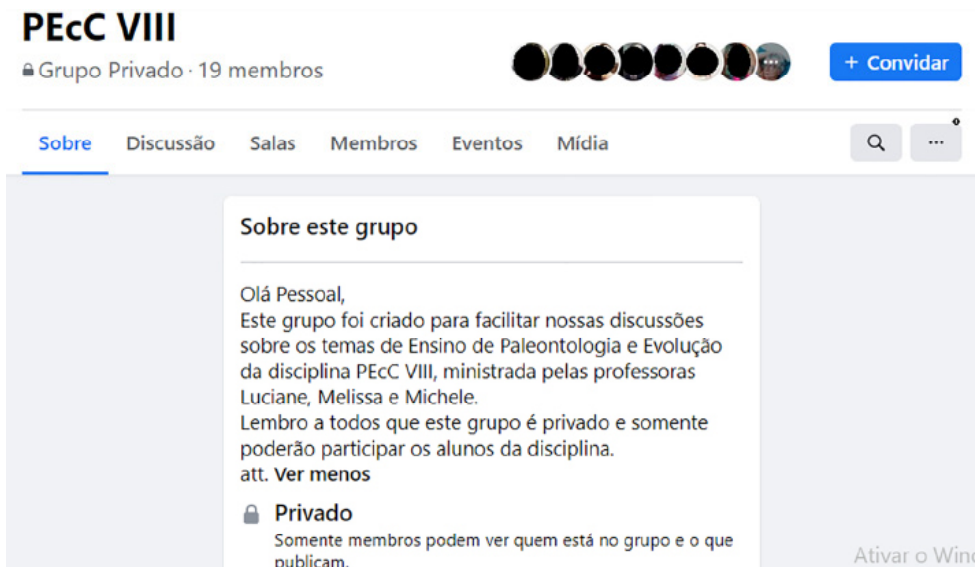 PEcC VIII
Grupo Privado · 19 membros
+ Convidar
Sobre Discussão Salas Membros Eventos Mídia
Sobre este grupo
Olá Pessoal,
Este grupo foi criado para facilitar nossas discussões
sobre os temas de Ensino de Paleontologia e Evolução
da disciplina PEcC VIII, ministrada pelas professoras
Luciane, Melissa e Michele.
Lembro a todos que este grupo é privado e somente
poderão participar os alunos da disciplina.
att. Ver menos
Privado
Somente membros podem ver quem está no grupo e o que
publicam.
Ativar o Wind